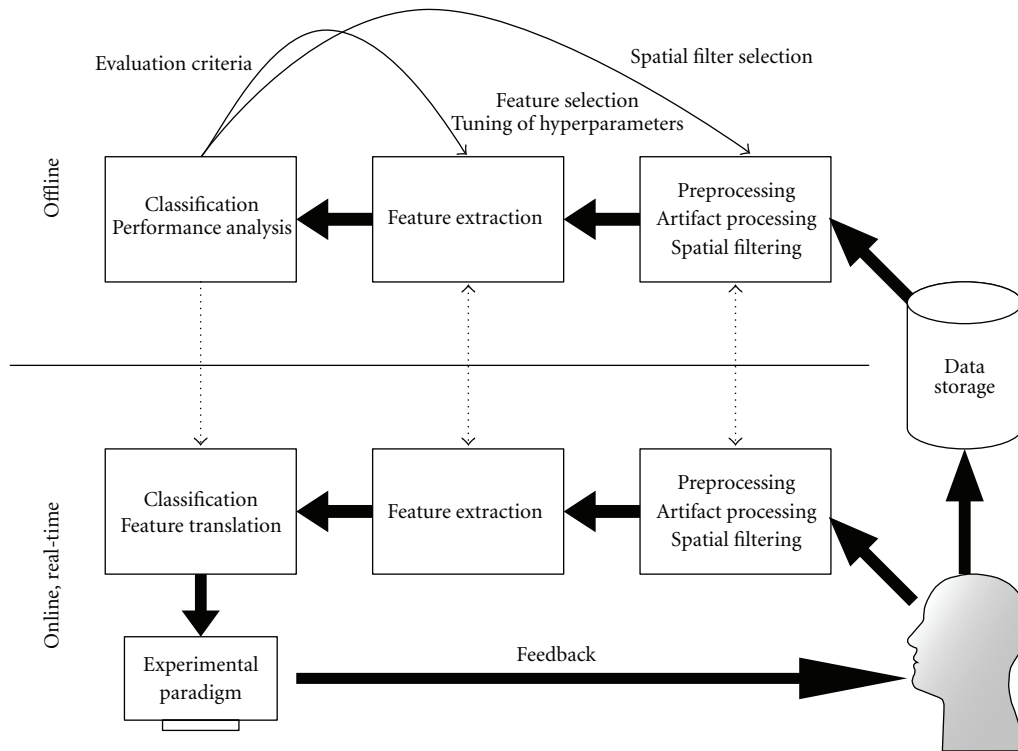 Evaluation criteria
Spatial filter selection
Feature selection
Tuning of hyperparameters
Offline
Classification
Performance analysis
Feature extraction
Preprocessing
Artifact processing
Spatial filtering
Data
storage
Online, real-time
Classification
Feature translation
Feature extraction
Preprocessing
Artifact processing
Spatial filtering
Experimental
paradigm
Feedback